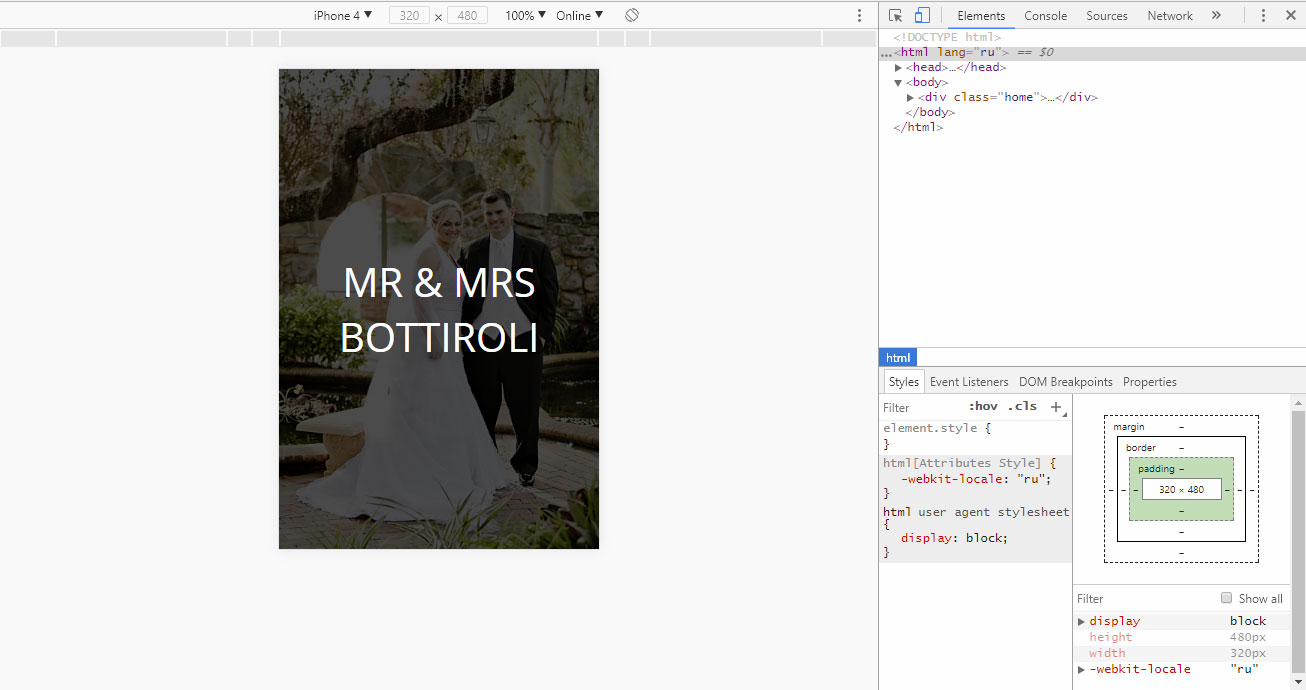 iPhone 4 ▼ 320 × 480 100% ▼ Online ▼
Elements Console Sources Network »
<!DOCTYPE html>
...<html lang="ru"> == $0
▶<head>…</head>
▼<body>
▶<div class="home">…</div>
</body>
</html>
MR & MRS
BOTTIROLI
html
Styles Event Listeners DOM Breakpoints Properties
Filter :hov .cls +
element.style {
}
html[Attributes Style] {
-webkit-locale: "ru";
}
html user agent stylesheet
{
display: block;
}
margin –
border –
padding –
– – – 320 × 480 – – –
–
–
–
Filter Show all
▶ display block
height 480px
width 320px
▶ -webkit-locale "ru"